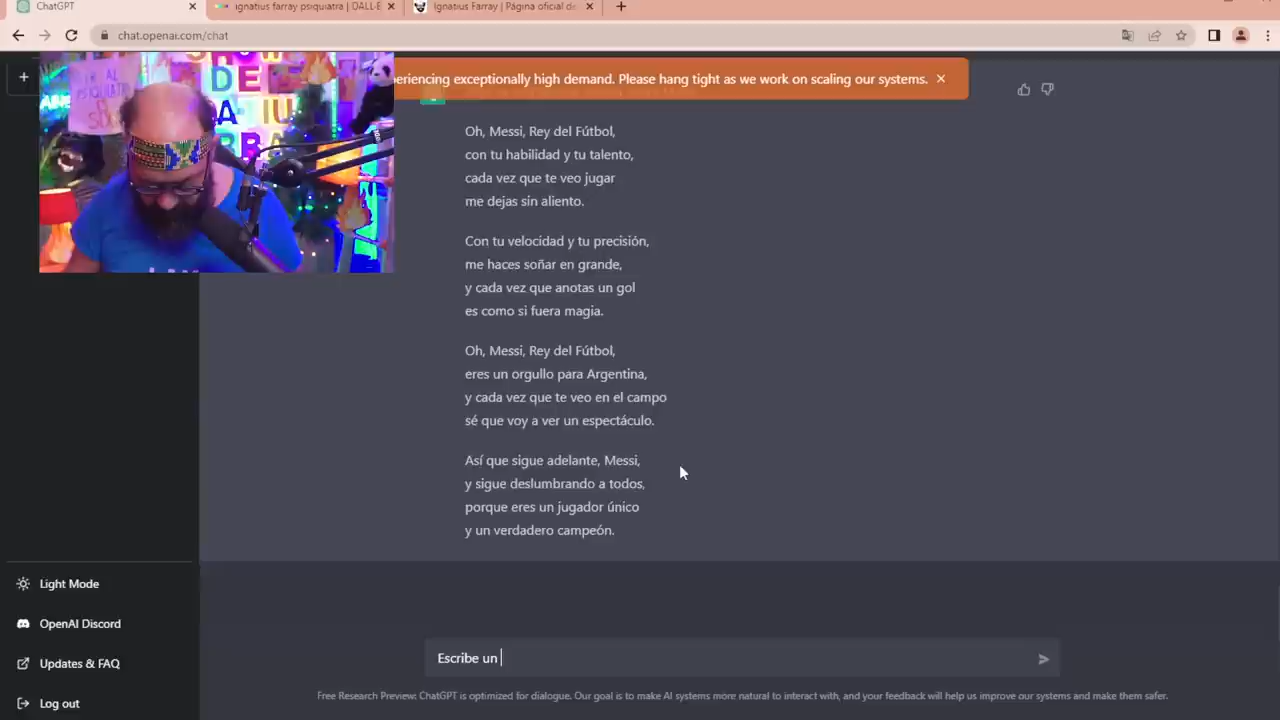 ChatGPT
ignatius farray psiquiatra | DALL·E
Ignatius Farray | Página oficial de
chat.openai.com/chat
periencing exceptionally high demand. Please hang tight as we work on scaling our systems.
Oh, Messi, Rey del Fútbol,
con tu habilidad y tu talento,
cada vez que te veo jugar
me dejas sin aliento.
Con tu velocidad y tu precisión,
me haces soñar en grande,
y cada vez que anotas un gol
es como si fuera magia.
Oh, Messi, Rey del Fútbol,
eres un orgullo para Argentina,
y cada vez que te veo en el campo
sé que voy a ver un espectáculo.
Así que sigue adelante, Messi,
y sigue deslumbrando a todos,
porque eres un jugador único
y un verdadero campeón.
Light Mode
OpenAI Discord
Updates & FAQ
Log out
Escribe un
Free Research Preview: ChatGPT is optimized for dialogue. Our goal is to make AI systems more natural to interact with, and your feedback will help us improve our systems and make them safer.